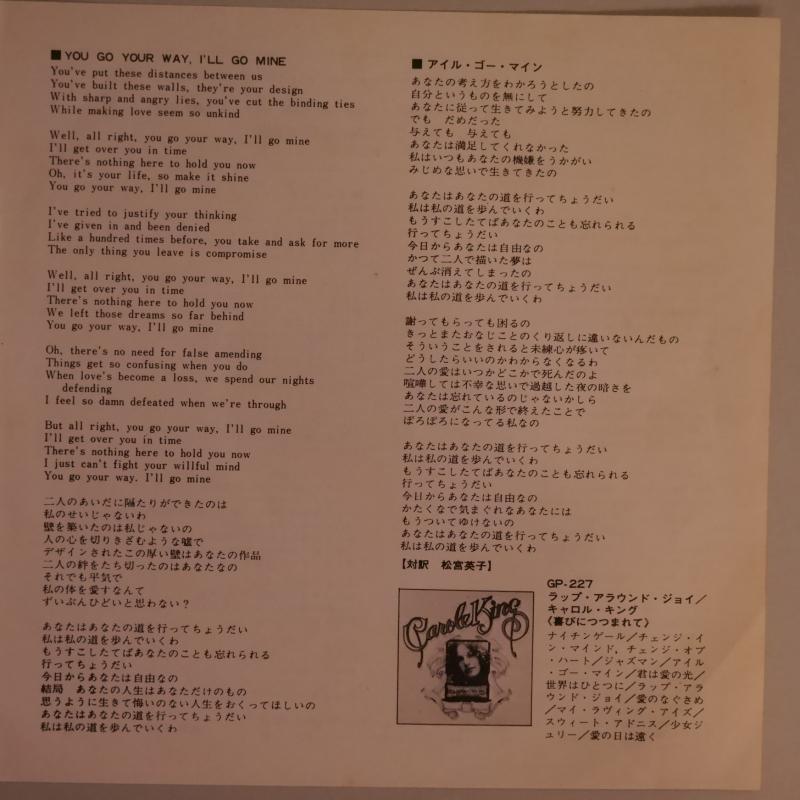 ■YOU GO YOUR WAY, I'LL GO MINE
You've put these distances between us
You've built these walls, they're your design
With sharp and angry lies, you've cut the binding ties
While making love seem so unkind
Well, all right, you go your way, I'll go mine
I'll get over you in time
There's nothing here to hold you now
Oh, it's your life, so make it shine
You go your way, I'll go mine
I've tried to justify your thinking
I've given in and been denied
Like a hundred times before, you take and ask for more
The only thing you leave is compromise
Well, all right, you go your way, I'll go mine
I'll get over you in time
There's nothing here to hold you now
We left those dreams so far behind
You go your way, I'll go mine
Oh, there's no need for false amending
Things get so confusing when you do
When love's become a loss, we spend our nights
defending
I feel so damn defeated when we're through
But all right, you go your way, I'll go mine
I'll get over you in time
There's nothing here to hold you now
I just can't fight your willful mind
You go your way. I'll go mine
二人のあいだに隔たりができたのは
私のせいじゃないわ
壁を築いたのは私じゃないの
人の心を切りきざむような嘘で
デザインされたこの厚い壁はあなたの作品
二人の絆をたち切ったのはあなたなの
それでも平気で
私の体を愛すなんて
ずいぶんひどいと思わない?
あなたはあなたの道を行ってちょうだい
私は私の道を歩んでいくわ
もうすこしたてばあなたのことも忘れられる
行ってちょうだい
今日からあなたは自由なの
結局 あなたの人生はあなただけのもの
思うように生きて悔いのない人生をおくってほしいの
あなたはあなたの道を行ってちょうだい
私は私の道を歩んでいくわ
■アイル・ゴー・マイン
あなたの考え方をわかろうとしたの
自分というものを無にして
あなたに従って生きてみようと努力してきたの
でも だめだった
与えても 与えても
あなたは満足してくれなかった
私はいつもあなたの機嫌をうかがい
みじめな思いで生きてきたの
あなたはあなたの道を行ってちょうだい
私は私の道を歩んでいくわ
もうすこしたてばあなたのことも忘れられる
行ってちょうだい
今日からあなたは自由なの
かつて二人で描いた夢は
ぜんぶ消えてしまったの
あなたはあなたの道を行ってちょうだい
私は私の道を歩んでいくわ
謝ってもらっても困るの
きっとまたおなじことのくり返しに違いないんだもの
そういうことをされると未練心が疼いて
どうしたらいいのかわからなくなるわ
二人の愛はいつかどこかで死んだのよ
喧嘩しては不幸な思いで過越した夜の暗さを
あなたは忘れているのじゃないかしら
二人の愛がこんな形で終えたことで
ぼろぼろになってる私なの
あなたはあなたの道を行ってちょうだい
私は私の道を歩んでいくわ
もうすこしたてばあなたのことも忘れられる
行ってちょうだい
今日からあなたは自由なの
かたくなで気まぐれなあなたには
もうついてゆけないの
あなたはあなたの道を行ってちょうだい
私は私の道を歩んでいくわ
【対訳 松宮英子】
Carole King
GP-227
ラップ・アラウンド・ジョイ/
キャロル・キング
《喜びにつつまれて》
ナイチンゲール/チェンジ・イ
ン・マインド, チェンジ・オブ
・ハート/ジャズマン/アイル
・ゴー・マイン/君は愛の光/
世界はひとつに/ラップ・アラ
ウンド・ジョイ/愛のなぐさめ
/マイ・ラヴィング・アイズ/
スウィート・アドニス/少女ジ
ュリー/愛の日は遠く